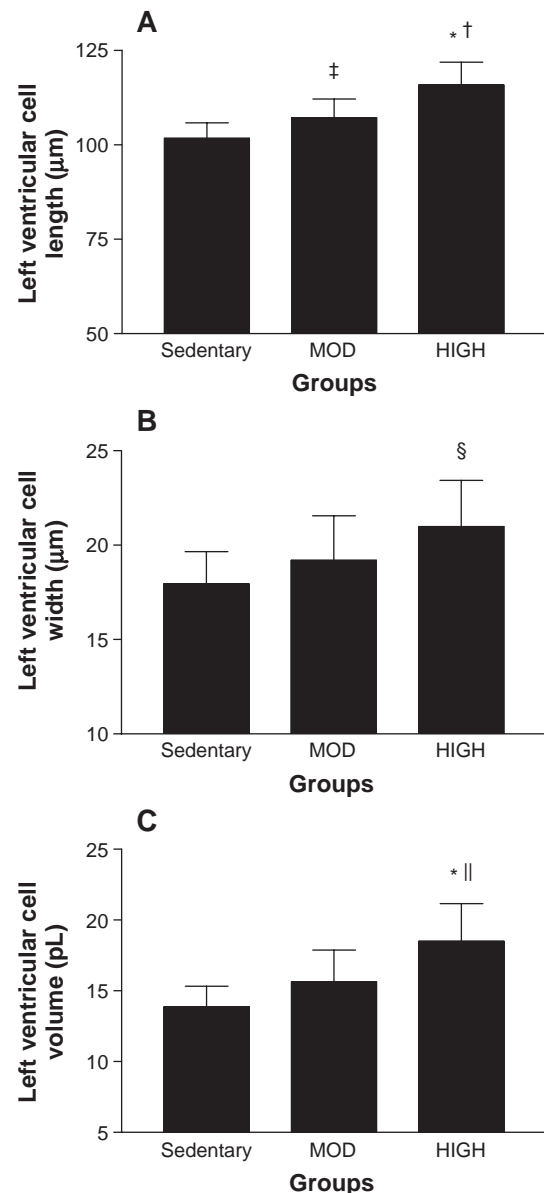 A
Left ventricular cell
length (μm)
125
100
75
50
‡
* †
Sedentary MOD HIGH
Groups
B
Left ventricular cell
width (μm)
25
20
15
10
§
Sedentary MOD HIGH
Groups
C
Left ventricular cell
volume (pL)
25
20
15
10
5
* ||
Sedentary MOD HIGH
Groups